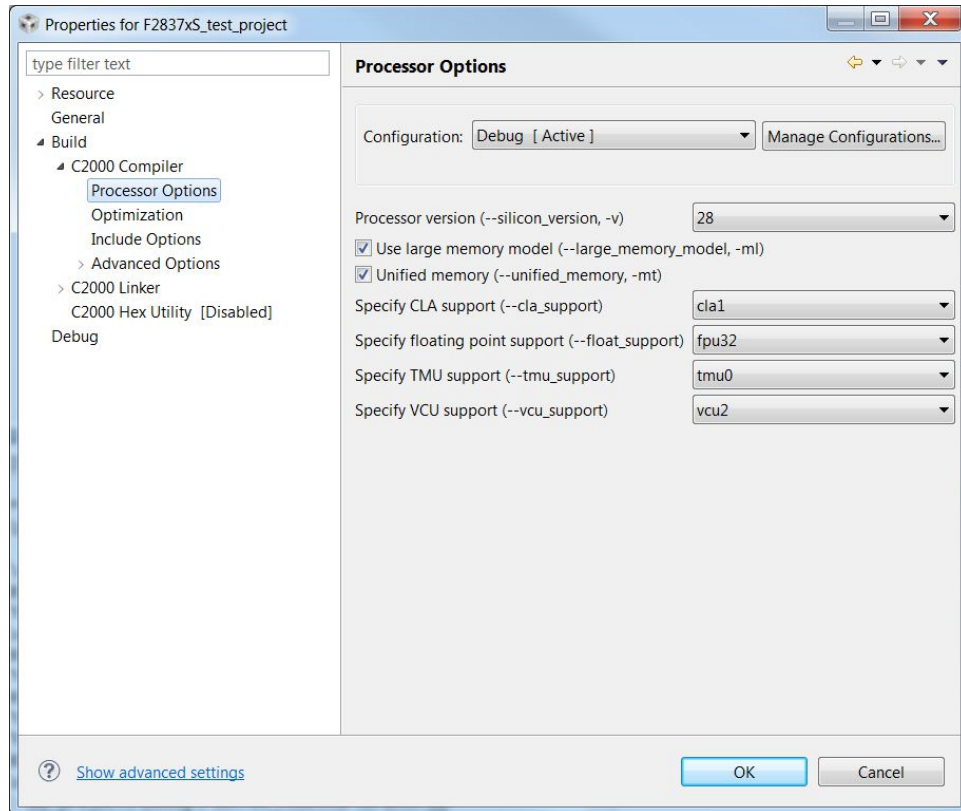 Properties for F2837xS_test_project
type filter text
Resource
General
Build
C2000 Compiler
Processor Options
Optimization
Include Options
Advanced Options
C2000 Linker
C2000 Hex Utility [Disabled]
Debug
Processor Options
Configuration: Debug [ Active ] Manage Configurations...
Processor version (--silicon_version, -v) 28
Use large memory model (--large_memory_model, -ml)
Unified memory (--unified_memory, -mt)
Specify CLA support (--cla_support) cla1
Specify floating point support (--float_support) fpu32
Specify TMU support (--tmu_support) tmu0
Specify VCU support (--vcu_support) vcu2
? Show advanced settings OK Cancel